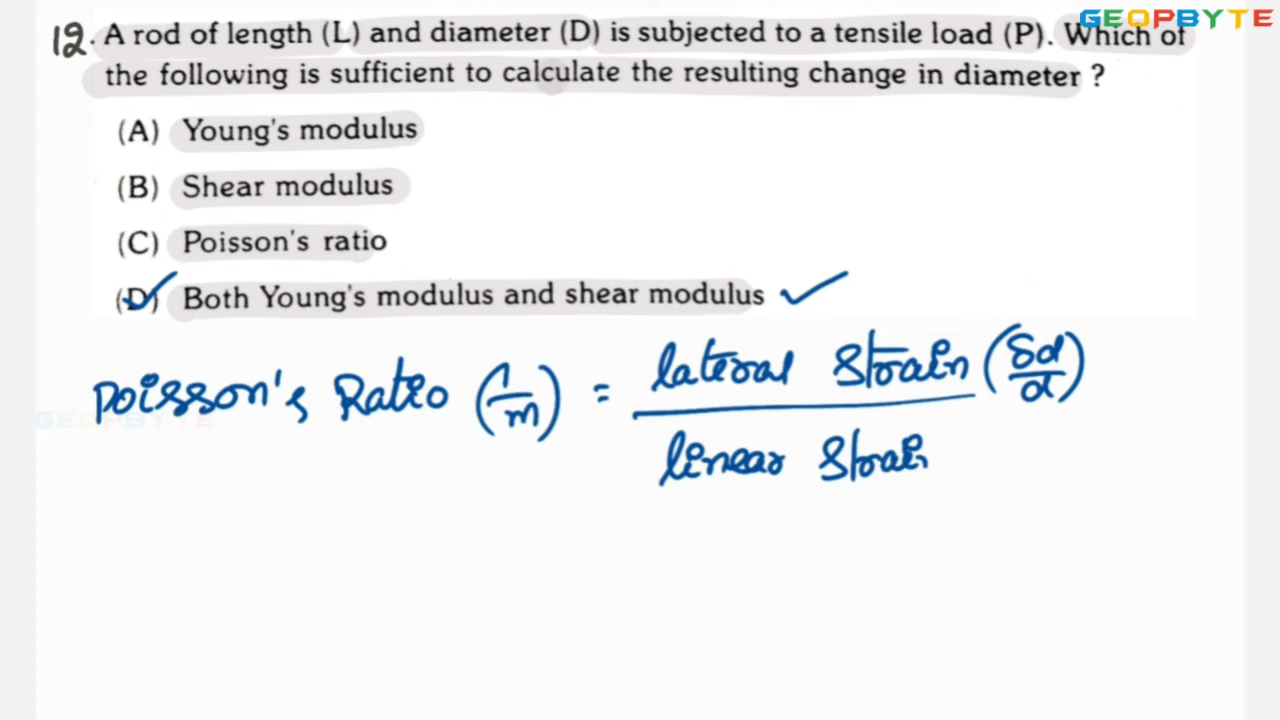 GEOPBYTE
12. A rod of length (L) and diameter (D) is subjected to a tensile load (P). Which of
the following is sufficient to calculate the resulting change in diameter ?
(A) Young's modulus
(B) Shear modulus
(C) Poisson's ratio
(D) Both Young's modulus and shear modulus
Poisson's Ratio (1/m) = lateral strain (δd/d)
linear strain
GEOPBYTE